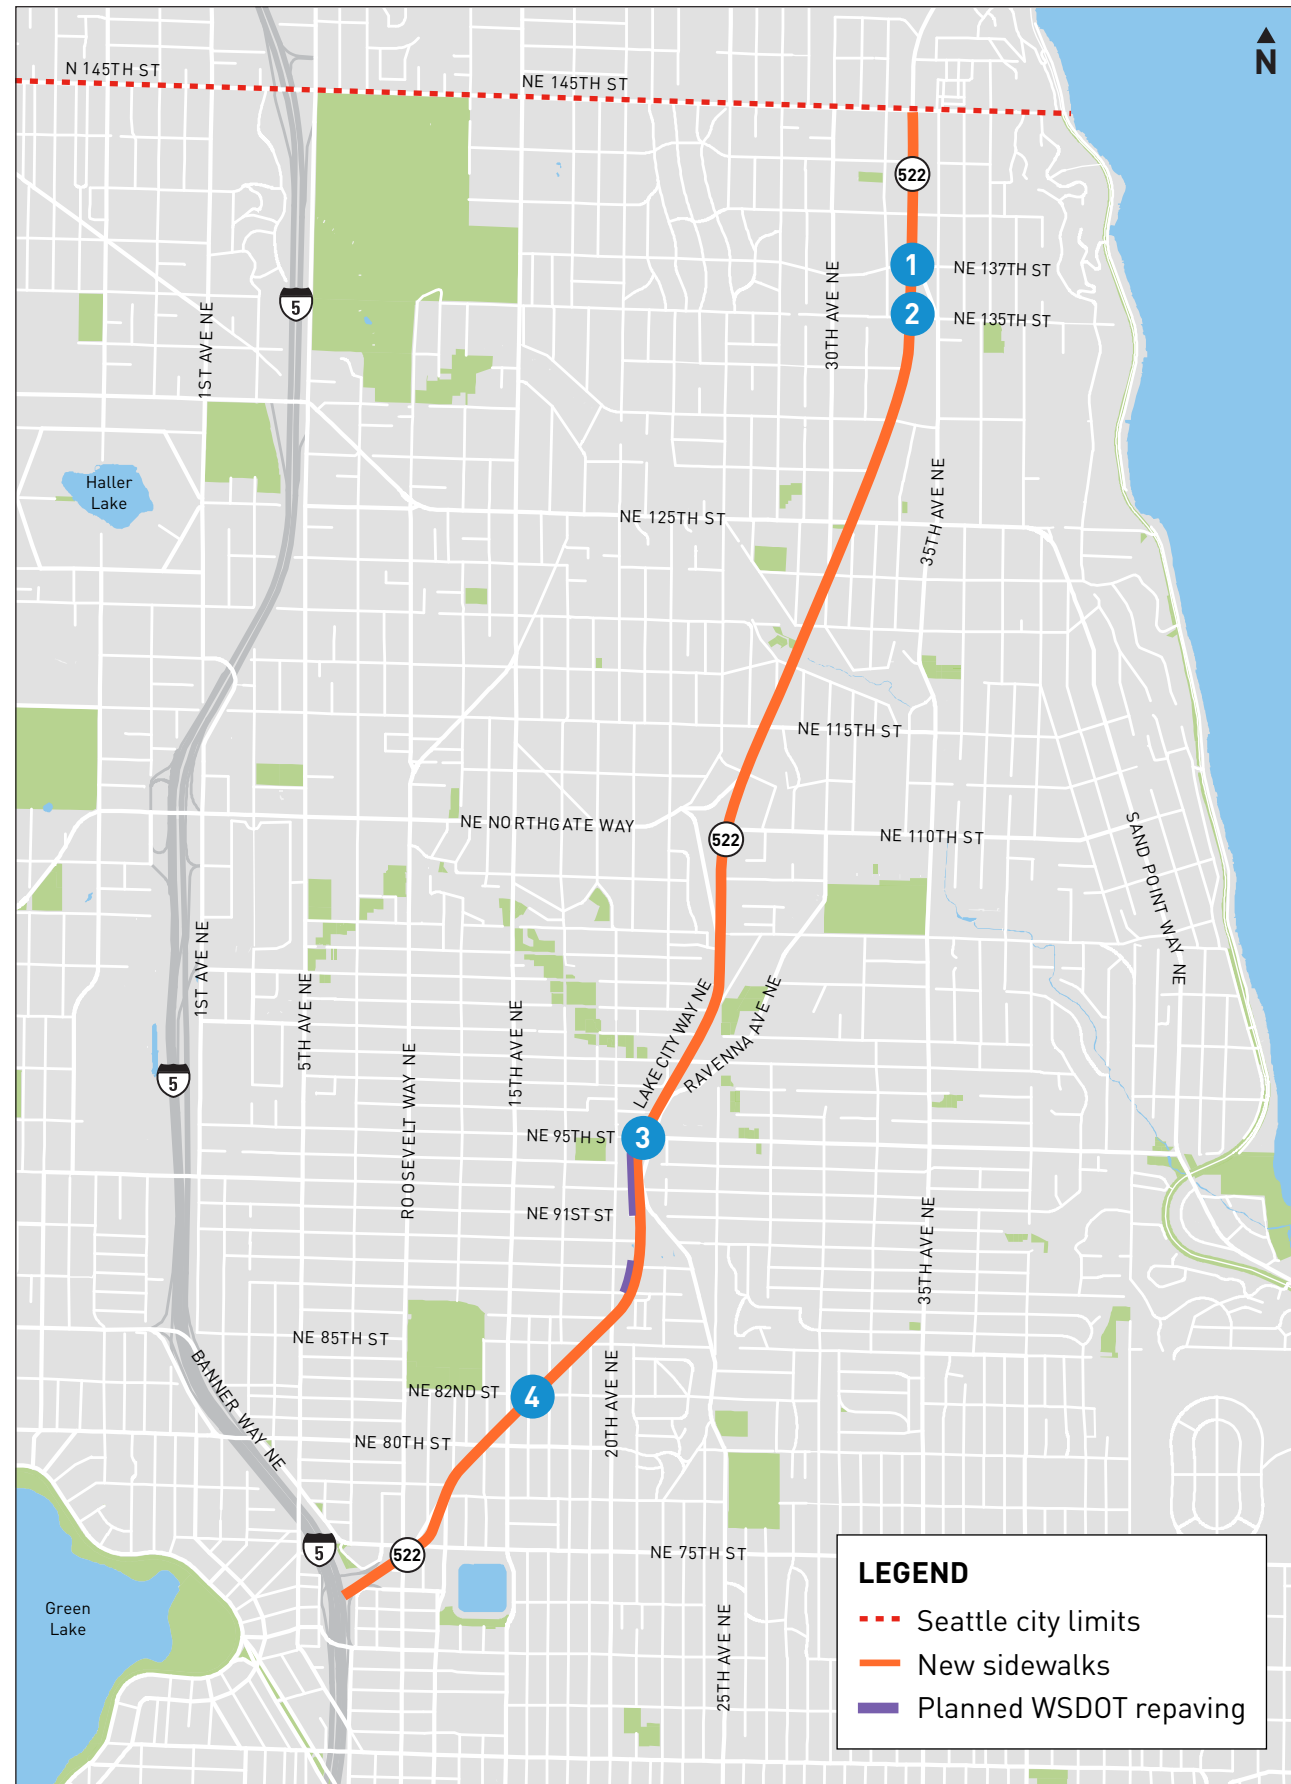 N
N 145TH ST
NE 145TH ST
522
1
NE 137TH ST
5
2
NE 135TH ST
30TH AVE NE
1ST AVE NE
Haller
Lake
NE 125TH ST
35TH AVE NE
NE 115TH ST
NE NORTHGATE WAY
522
NE 110TH ST
SAND POINT WAY NE
1ST AVE NE
5TH AVE NE
15TH AVE NE
ROOSEVELT WAY NE
LAKE CITY WAY NE
RAVENNA AVE NE
5
NE 95TH ST
3
NE 91ST ST
35TH AVE NE
NE 85TH ST
BANNER WAY NE
NE 82ND ST
4
20TH AVE NE
NE 80TH ST
5
522
NE 75TH ST
Green
Lake
25TH AVE NE
LEGEND
Seattle city limits
New sidewalks
Planned WSDOT repaving